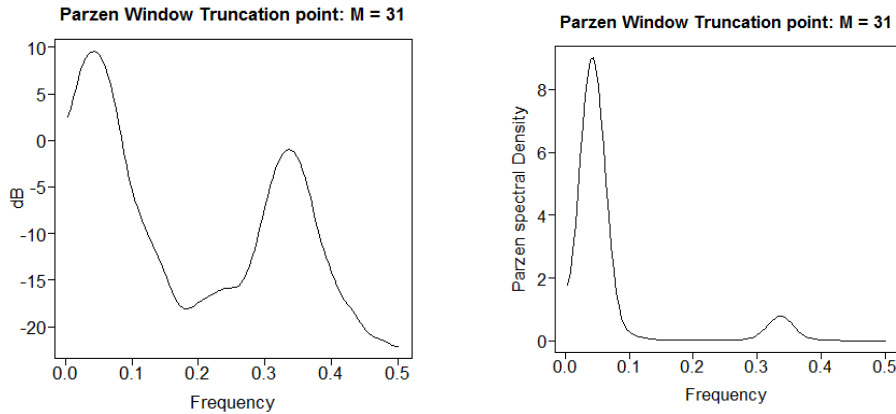 Parzen Window Truncation point: M = 31
10
5
0
-5
-10
-15
-20
dB
0.0 0.1 0.2 0.3 0.4 0.5
Frequency
Parzen Window Truncation point: M = 31
8
6
4
2
0
Parzen spectral Density
0.0 0.1 0.2 0.3 0.4 0.5
Frequency